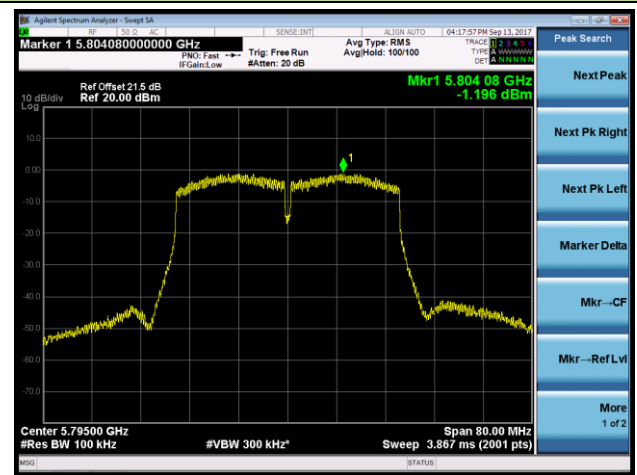 Agilent Spectrum Analyzer - Swept SA
RF 50 Ω AC SENSE:INT ALIGN AUTO 04:17:57 PM Sep 13, 2017
Marker 1 5.804080000000 GHz
PNO: Fast
IFGain:Low
Trig: Free Run
#Atten: 20 dB
Avg Type: RMS
Avg|Hold: 100/100
TRACE 1 2 3 4 5 6
TYPE A WWWWW
DET A N N N N N
Peak Search
Next Peak
Next Pk Right
Next Pk Left
Marker Delta
Mkr→CF
Mkr→Ref Lvl
More
1 of 2
Mkr1 5.804 08 GHz
-1.196 dBm
Ref Offset 21.5 dB
10 dB/div Ref 20.00 dBm
Log
10.0
0.00
-10.0
-20.0
-30.0
-40.0
-50.0
-60.0
-70.0
1
Center 5.79500 GHz Span 80.00 MHz
#Res BW 100 kHz #VBW 300 kHz* Sweep 3.867 ms (2001 pts)
MSG STATUS